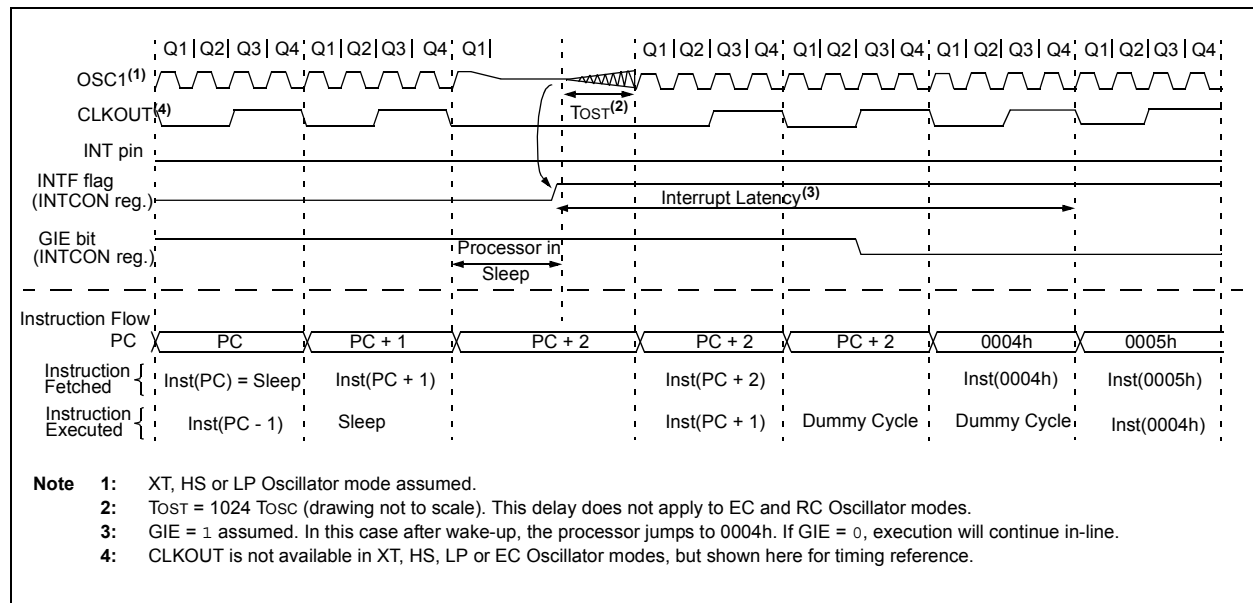 Q1 Q2 Q3 Q4 Q1 Q2 Q3 Q4 Q1 Q1 Q2 Q3 Q4 Q1 Q2 Q3 Q4 Q1 Q2 Q3 Q4 Q1 Q2 Q3 Q4
OSC1(1)
TOST(2)
CLKOUT(4)
INT pin
INTF flag
(INTCON reg.)
Interrupt Latency(3)
GIE bit
(INTCON reg.)
Processor in
Sleep
Instruction Flow
PC PC PC + 1 PC + 2 PC + 2 PC + 2 0004h 0005h
Instruction
Fetched
Inst(PC) = Sleep Inst(PC + 1) Inst(PC + 2) Inst(0004h) Inst(0005h)
Instruction
Executed
Inst(PC - 1) Sleep Inst(PC + 1) Dummy Cycle Dummy Cycle Inst(0004h)
Note 1: XT, HS or LP Oscillator mode assumed.
2: TOST = 1024 TOSC (drawing not to scale). This delay does not apply to EC and RC Oscillator modes.
3: GIE = 1 assumed. In this case after wake-up, the processor jumps to 0004h. If GIE = 0, execution will continue in-line.
4: CLKOUT is not available in XT, HS, LP or EC Oscillator modes, but shown here for timing reference.